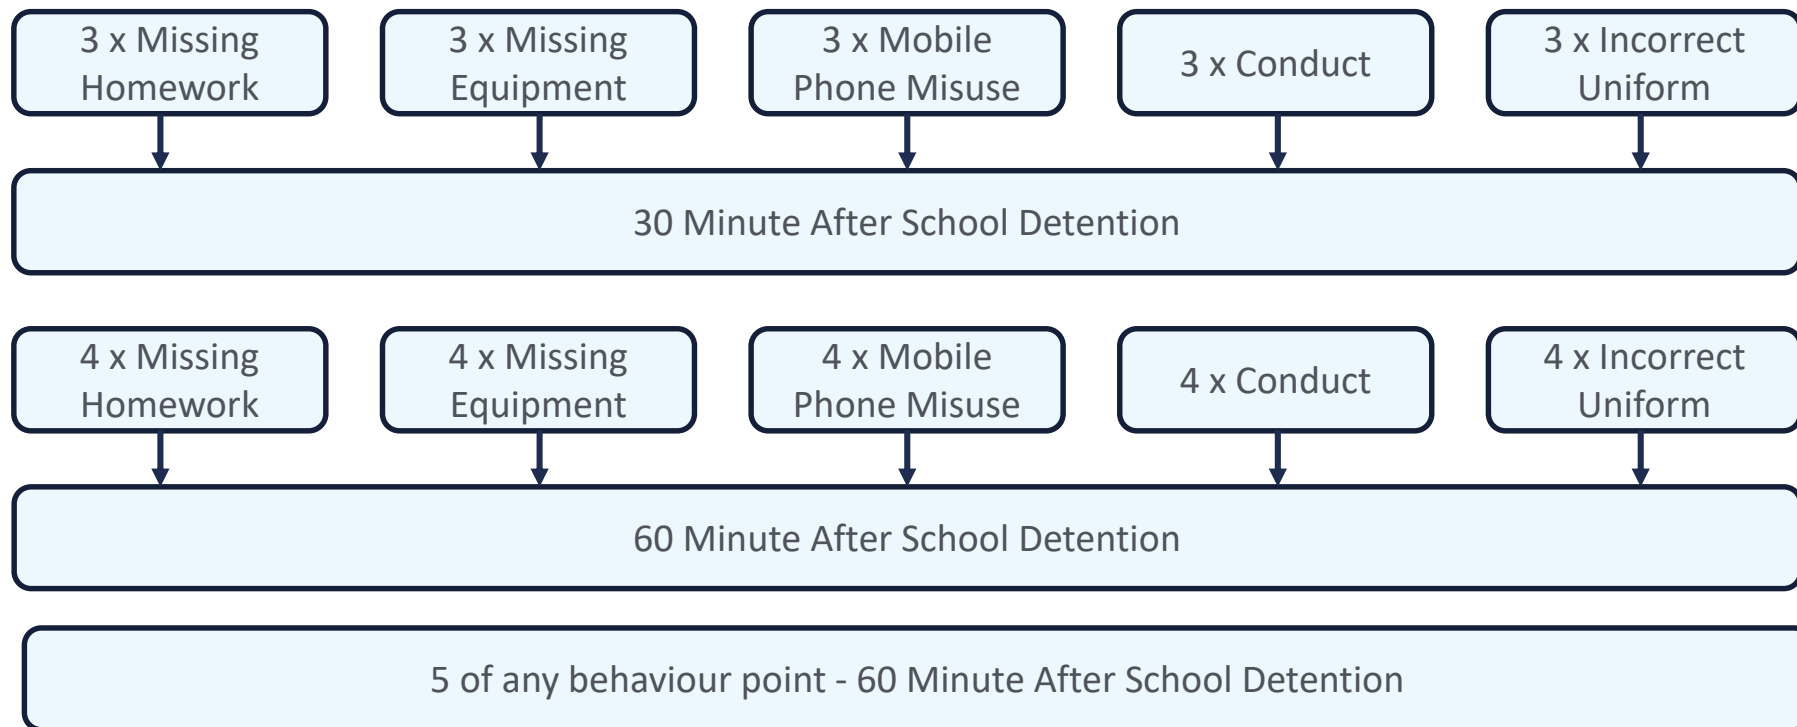 3 x Missing
Homework
3 x Missing
Equipment
3 x Mobile
Phone Misuse
3 x Conduct
3 x Incorrect
Uniform
30 Minute After School Detention
4 x Missing
Homework
4 x Missing
Equipment
4 x Mobile
Phone Misuse
4 x Conduct
4 x Incorrect
Uniform
60 Minute After School Detention
5 of any behaviour point - 60 Minute After School Detention